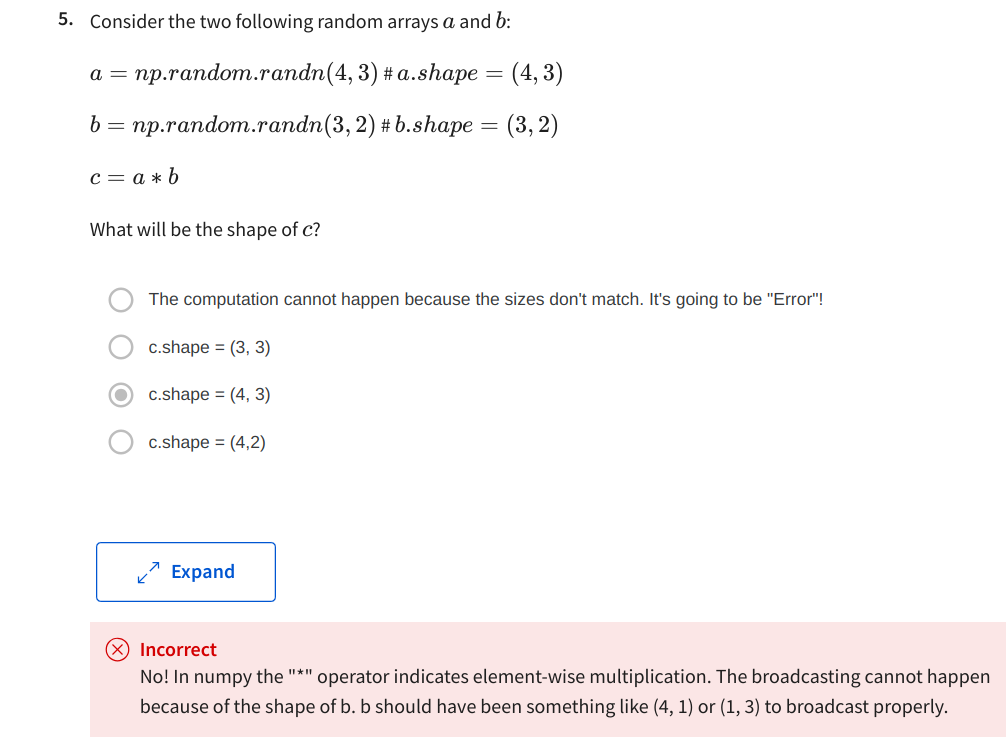 5. Consider the two following random arrays a and b:
a = np.random.randn(4, 3) # a.shape = (4, 3)
b = np.random.randn(3, 2) # b.shape = (3, 2)
c = a * b
What will be the shape of c?
The computation cannot happen because the sizes don't match. It's going to be "Error"!
c.shape = (3, 3)
c.shape = (4, 3)
c.shape = (4,2)
Expand
Incorrect
No! In numpy the "*" operator indicates element-wise multiplication. The broadcasting cannot happen
because of the shape of b. b should have been something like (4, 1) or (1, 3) to broadcast properly.